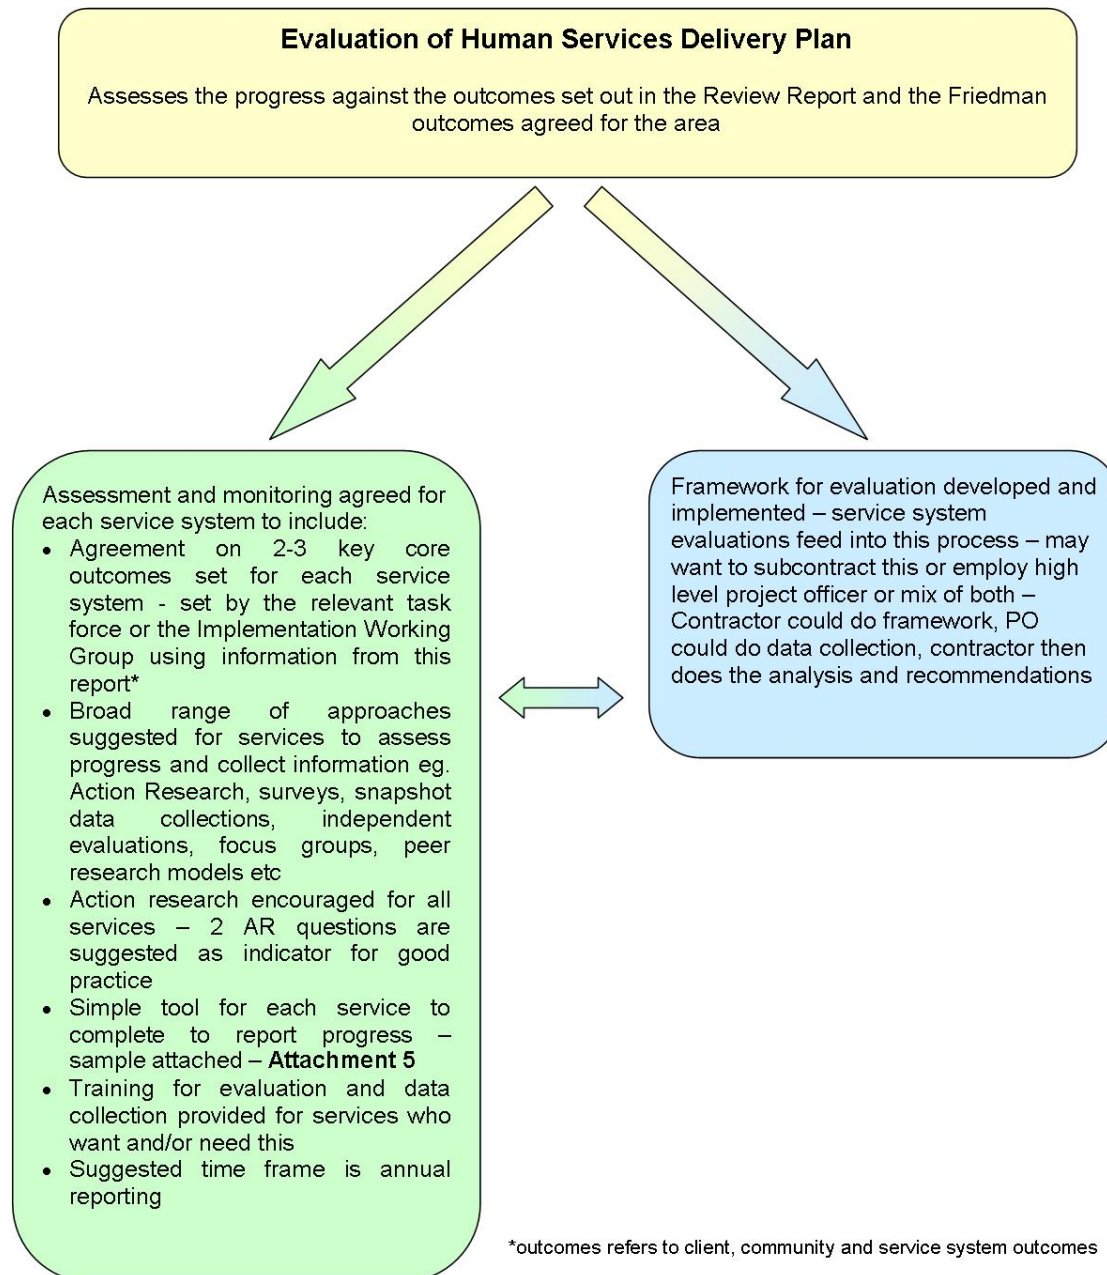 Evaluation of Human Services Delivery Plan
Assesses the progress against the outcomes set out in the Review Report and the Friedman
outcomes agreed for the area
Assessment and monitoring agreed for
each service system to include:
• Agreement on 2-3 key core
outcomes set for each service
system - set by the relevant task
force or the Implementation Working
Group using information from this
report*
• Broad range of approaches
suggested for services to assess
progress and collect information eg.
Action Research, surveys, snapshot
data collections, independent
evaluations, focus groups, peer
research models etc
• Action research encouraged for all
services – 2 AR questions are
suggested as indicator for good
practice
• Simple tool for each service to
complete to report progress –
sample attached – Attachment 5
• Training for evaluation and data
collection provided for services who
want and/or need this
• Suggested time frame is annual
reporting
Framework for evaluation developed and
implemented – service system
evaluations feed into this process – may
want to subcontract this or employ high
level project officer or mix of both –
Contractor could do framework, PO
could do data collection, contractor then
does the analysis and recommendations
*outcomes refers to client, community and service system outcomes